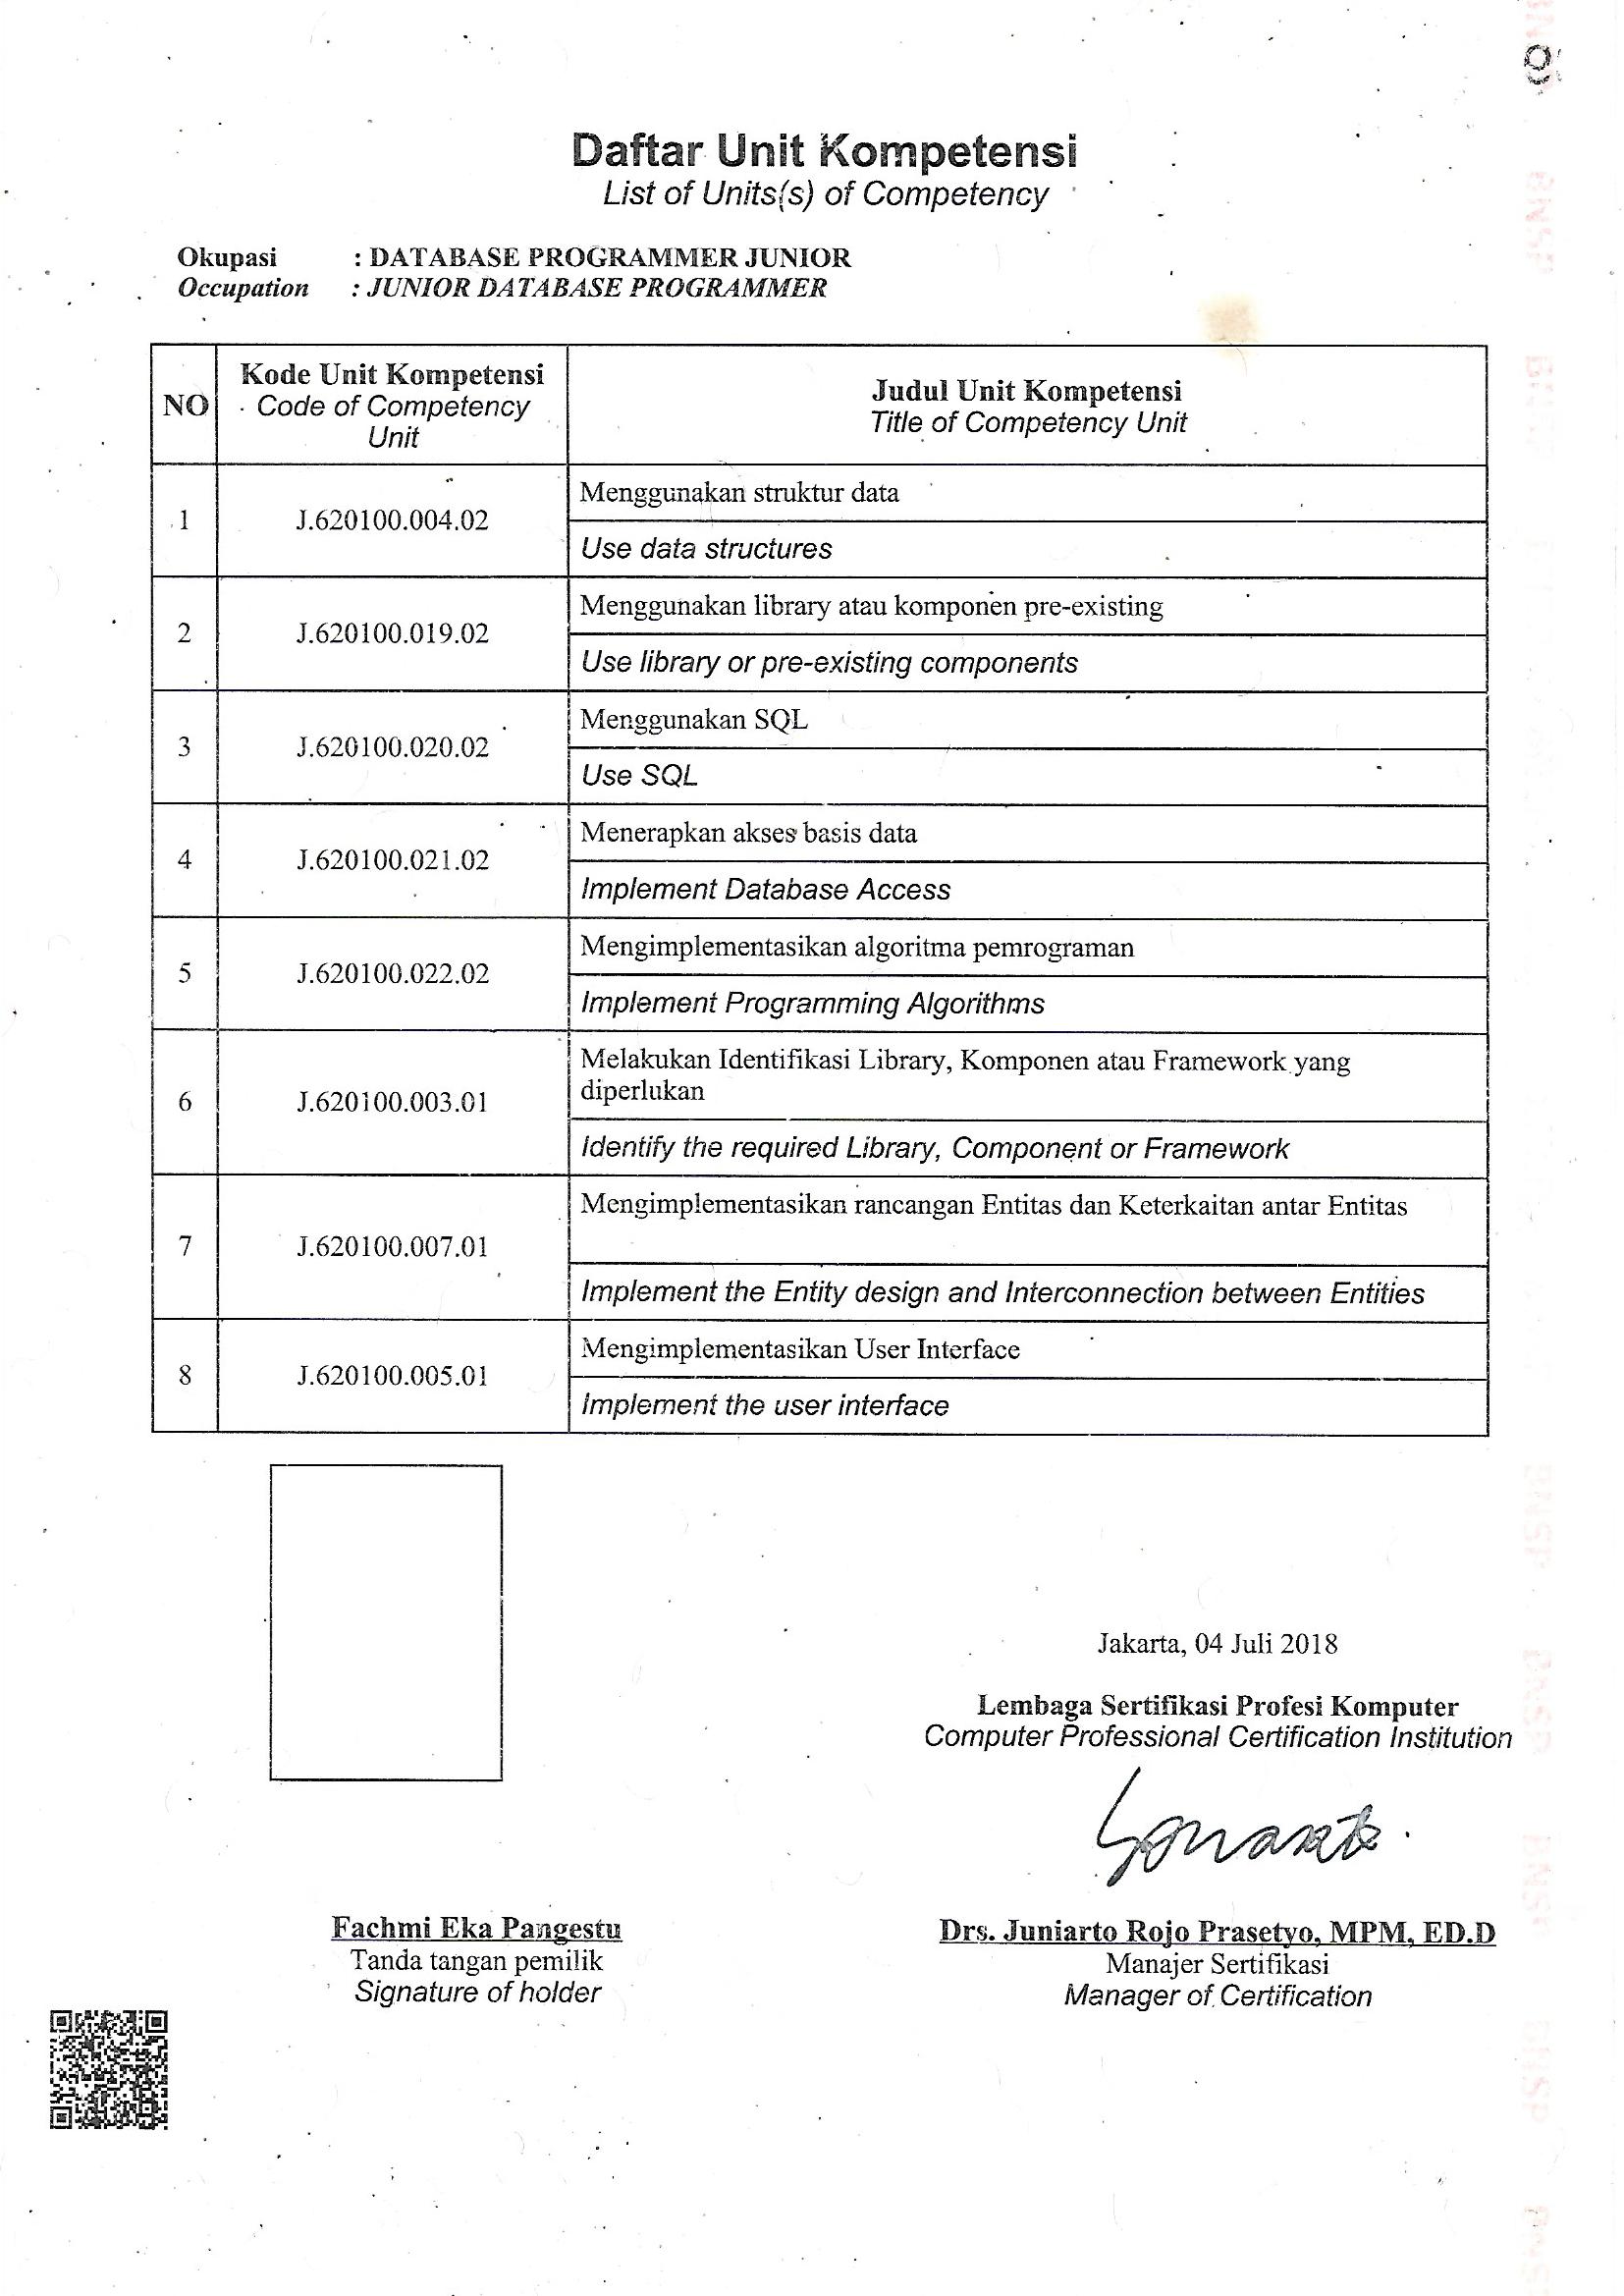 Daftar Unit Kompetensi
List of Units(s) of Competency
Okupasi : DATABASE PROGRAMMER JUNIOR
Occupation : JUNIOR DATABASE PROGRAMMER
NO
Kode Unit Kompetensi
Code of Competency
Unit
Judul Unit Kompetensi
Title of Competency Unit
1
J.620100.004.02
Menggunakan struktur data
Use data structures
2
J.620100.019.02
Menggunakan library atau komponen pre-existing
Use library or pre-existing components
3
J.620100.020.02
Menggunakan SQL
Use SQL
4
J.620100.021.02
Menerapkan akses basis data
Implement Database Access
5
J.620100.022.02
Mengimplementasikan algoritma pemrograman
Implement Programming Algorithms
6
J.620100.003.01
Melakukan Identifikasi Library, Komponen atau Framework yang
diperlukan
Identify the required Library, Component or Framework
7
J.620100.007.01
Mengimplementasikan rancangan Entitas dan Keterkaitan antar Entitas
Implement the Entity design and Interconnection between Entities
8
J.620100.005.01
Mengimplementasikan User Interface
Implement the user interface
Jakarta, 04 Juli 2018
Lembaga Sertifikasi Profesi Komputer
Computer Professional Certification Institution
Fachmi Eka Pangestu
Tanda tangan pemilik
Signature of holder
Drs. Juniarto Rojo Prasetyo, MPM, ED.D
Manajer Sertifikasi
Manager of Certification
BNSP
BNSP
BNSP
BNSP